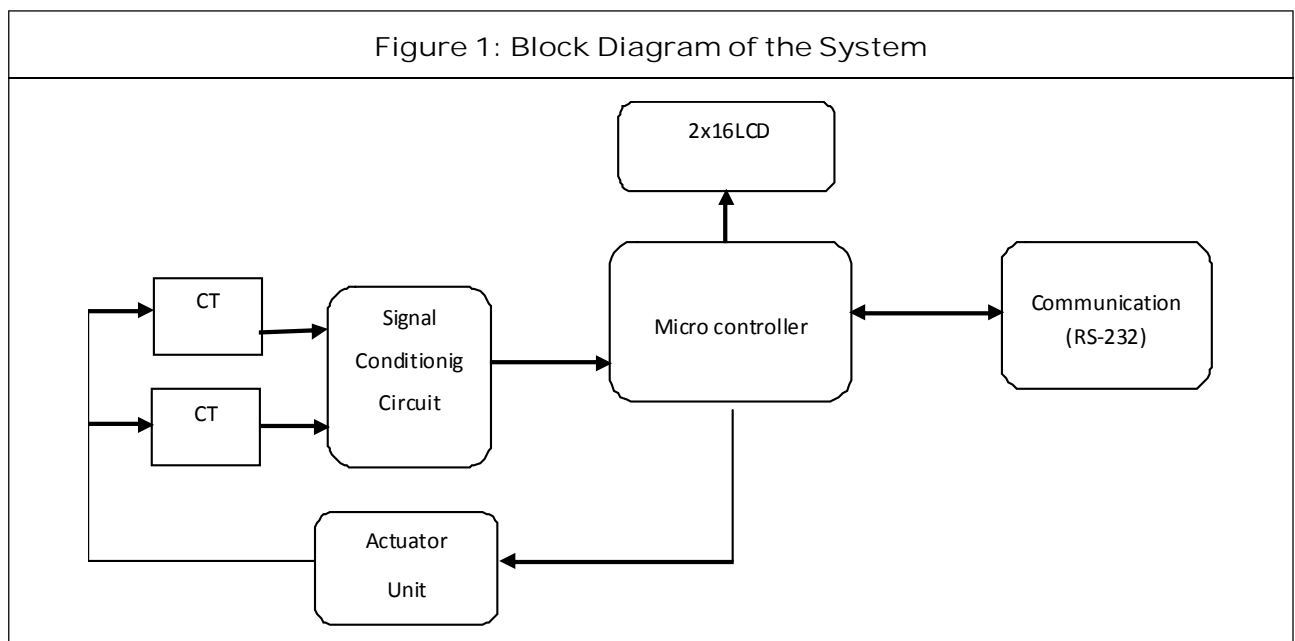 Figure 1: Block Diagram of the System
2x16LCD
CT
Signal
Conditionig
Circuit
Micro controller
Communication
(RS-232)
CT
Actuator
Unit